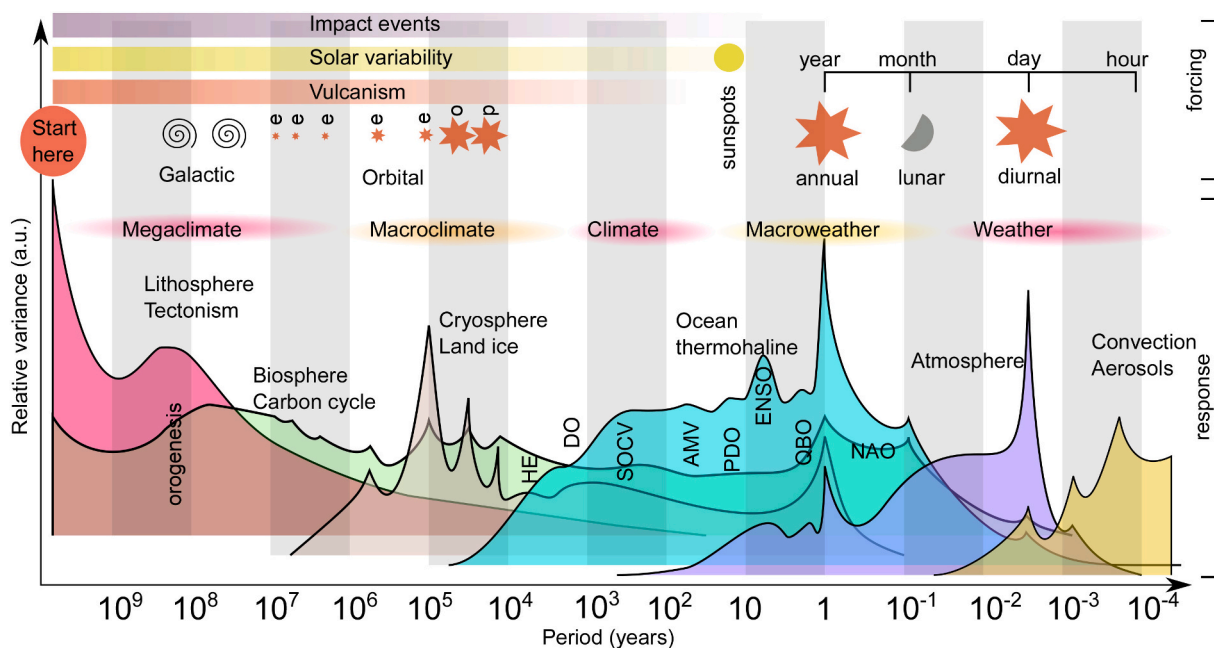 Impact events
Solar variability
Vulcanism
Start
here
e
e
e
e
e
o
p
Galactic
Orbital
sunspots
year
month
day
hour
annual
lunar
diurnal
forcing
Megaclimate
Macroclimate
Climate
Macroweather
Weather
Relative variance (a.u.)
Lithosphere
Tectonism
Biosphere
Carbon cycle
Cryosphere
Land ice
Ocean
thermohaline
Atmosphere
Convection
Aerosols
orogenesis
HE
DO
SOCV
AMV
PDO
ENSO
QBO
NAO
response
10⁹
10⁸
10⁷
10⁶
10⁵
10⁴
10³
10²
10
1
10⁻¹
10⁻²
10⁻³
10⁻⁴
Period (years)